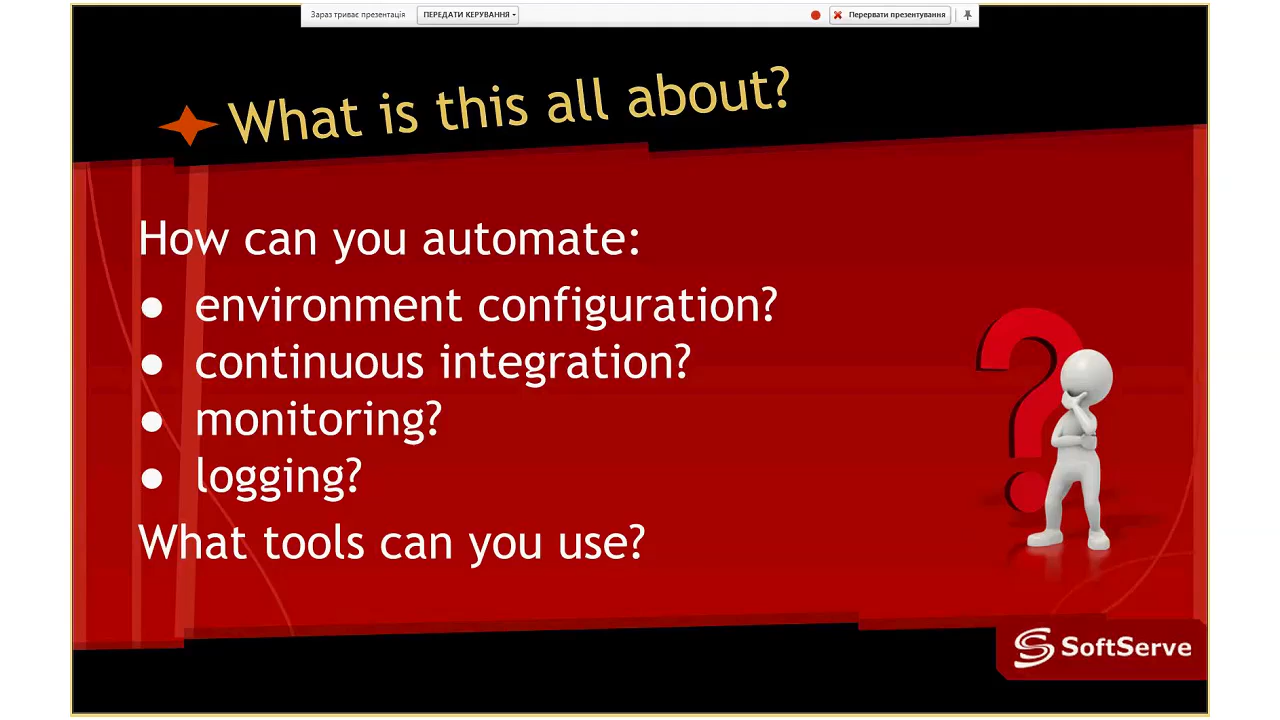 Зараз триває презентація ПЕРЕДАТИ КЕРУВАННЯ Перервати презентування
What is this all about?
How can you automate:
● environment configuration?
● continuous integration?
● monitoring?
● logging?
What tools can you use?
SoftServe